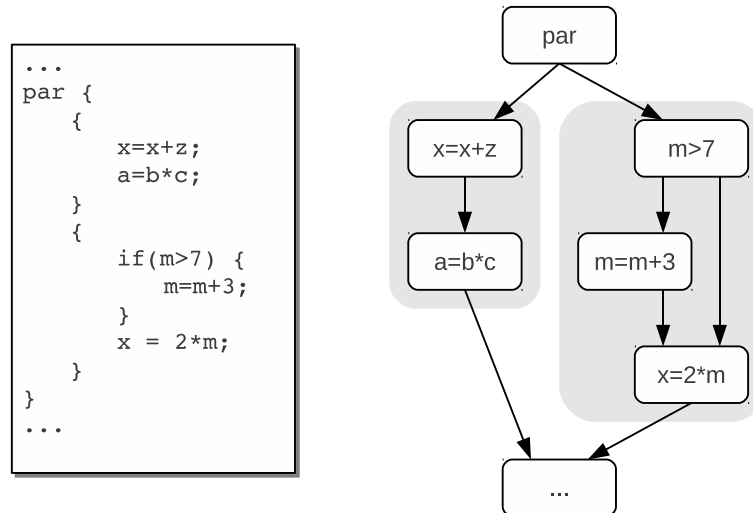 ...
par {
{
x=x+z;
a=b*c;
}
{
if(m>7) {
m=m+3;
}
x = 2*m;
}
}
...
par
x=x+z
m>7
a=b*c
m=m+3
x=2*m
...